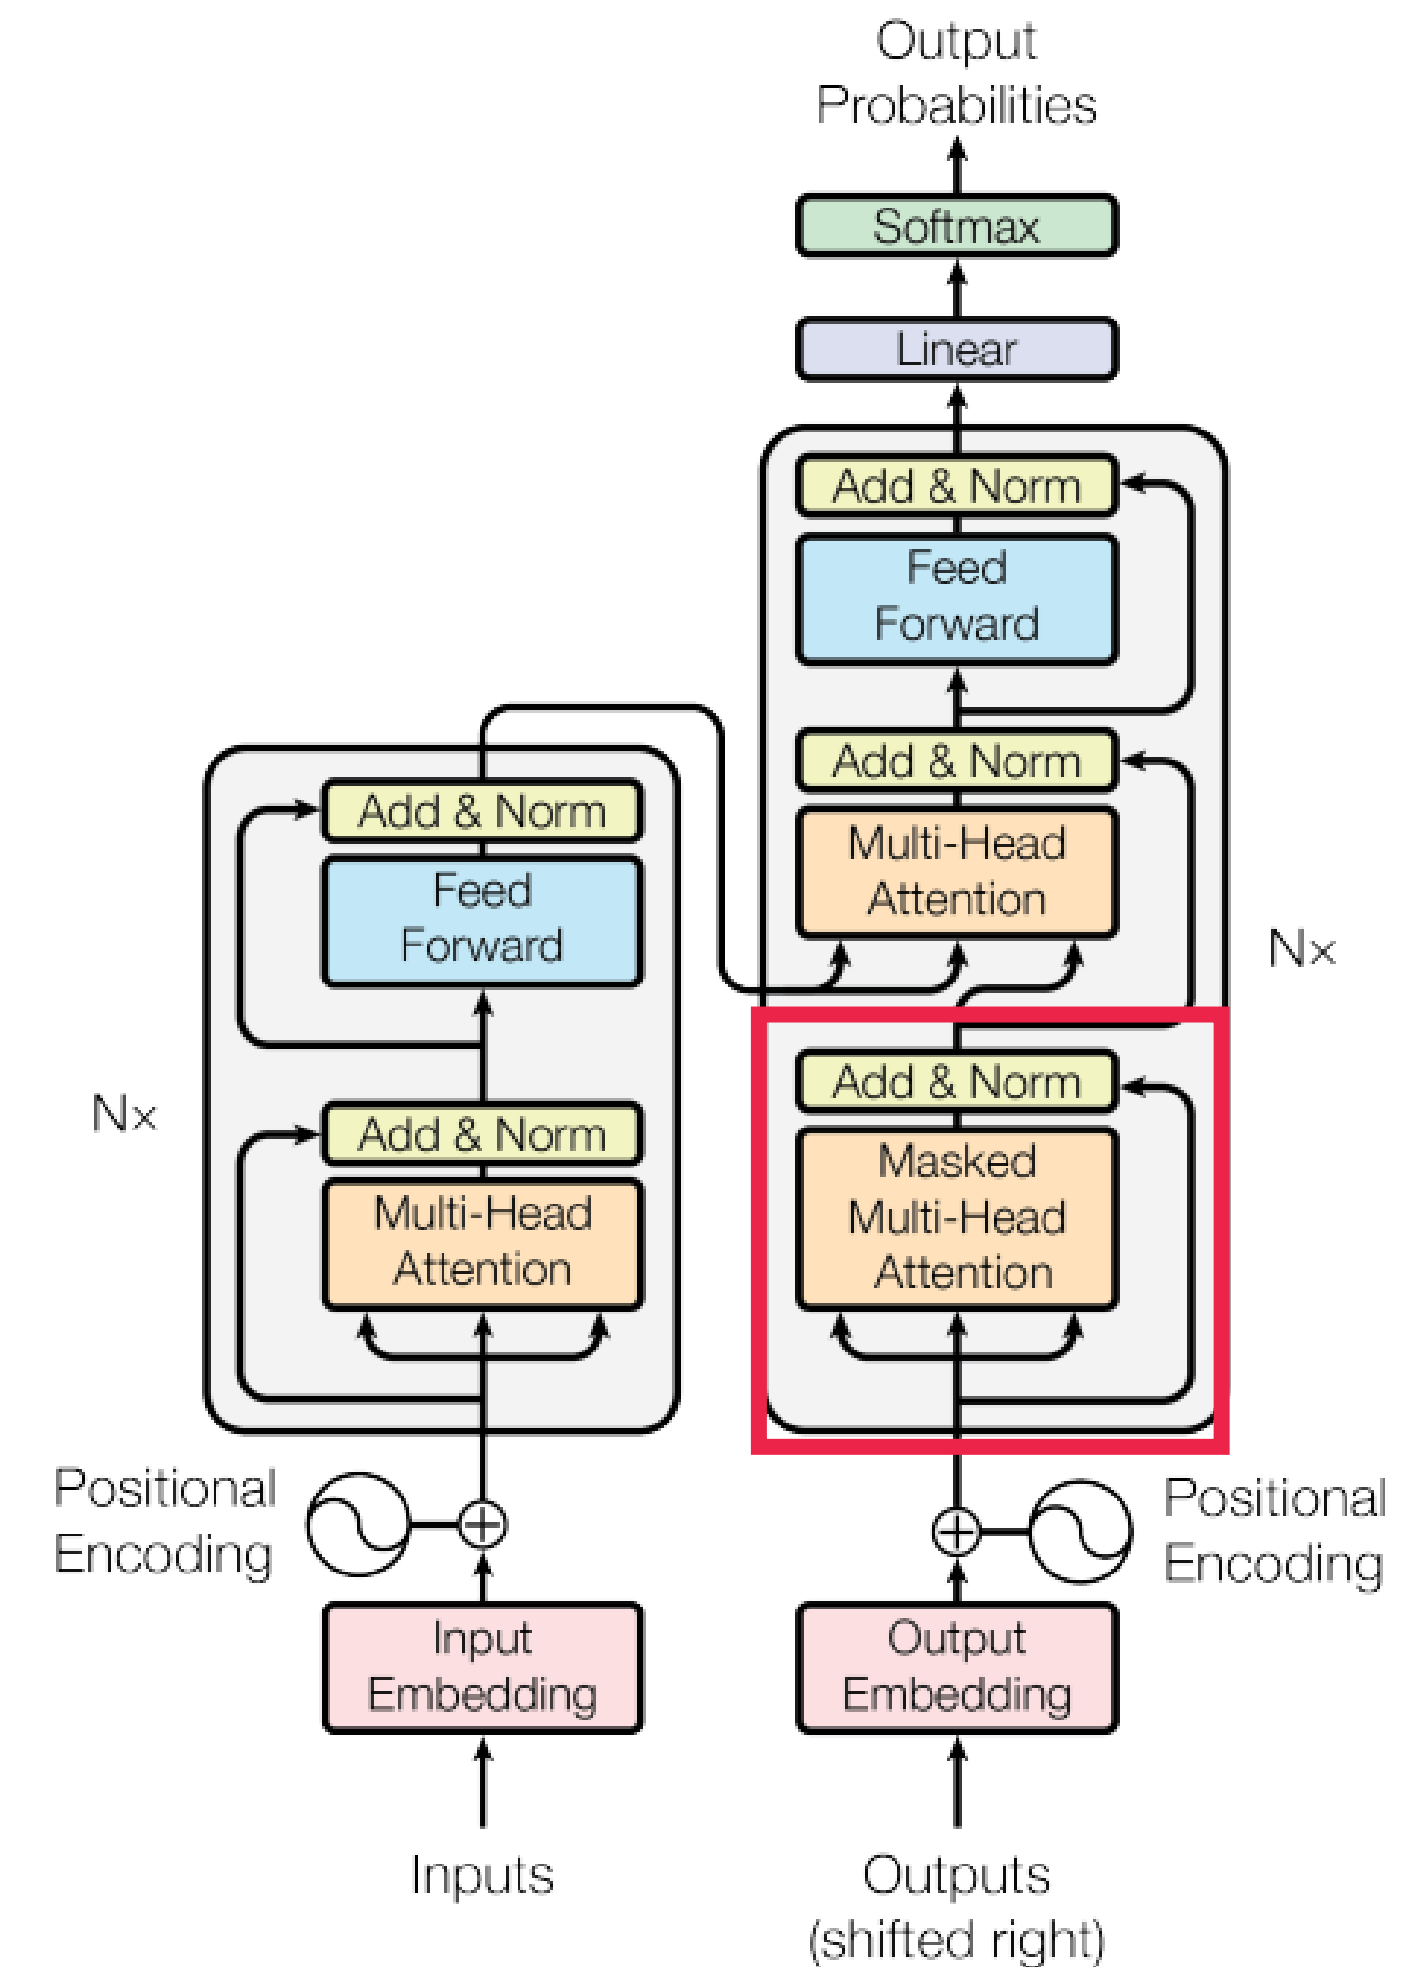 Output
Probabilities
Softmax
Linear
Add & Norm
Feed
Forward
Add & Norm
Multi-Head
Attention
Nx
Add & Norm
Masked
Multi-Head
Attention
Add & Norm
Feed
Forward
Nx
Add & Norm
Multi-Head
Attention
Positional
Encoding
Positional
Encoding
Input
Embedding
Output
Embedding
Inputs
Outputs
(shifted right)